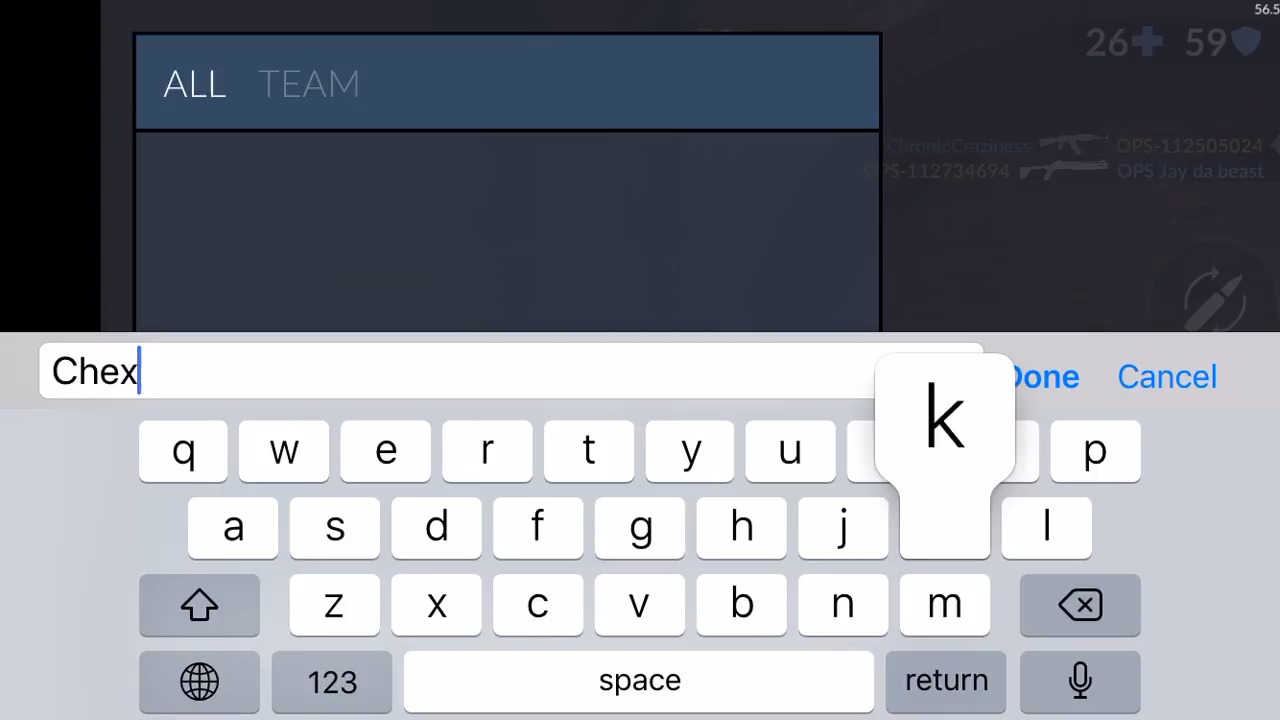 56.5
26 59
ALL TEAM
ChronicCraziness OPS-112505024
OPS-112734694 OPS Jay da beast
Chex
Done Cancel
k
q w e r t y u p
a s d f g h j l
z x c v b n m
123 space return